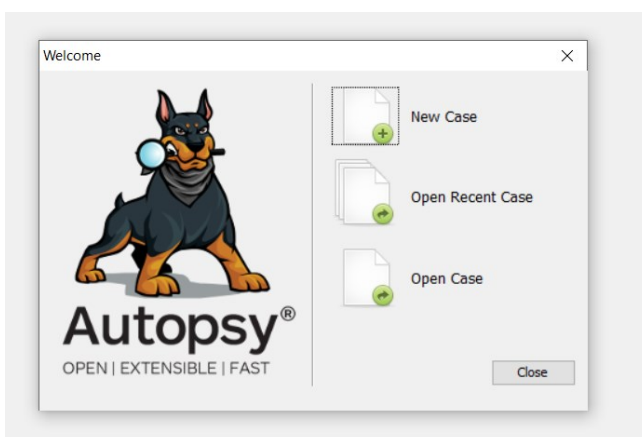 Welcome
New Case
Open Recent Case
Open Case
Autopsy®
OPEN | EXTENSIBLE | FAST
Close